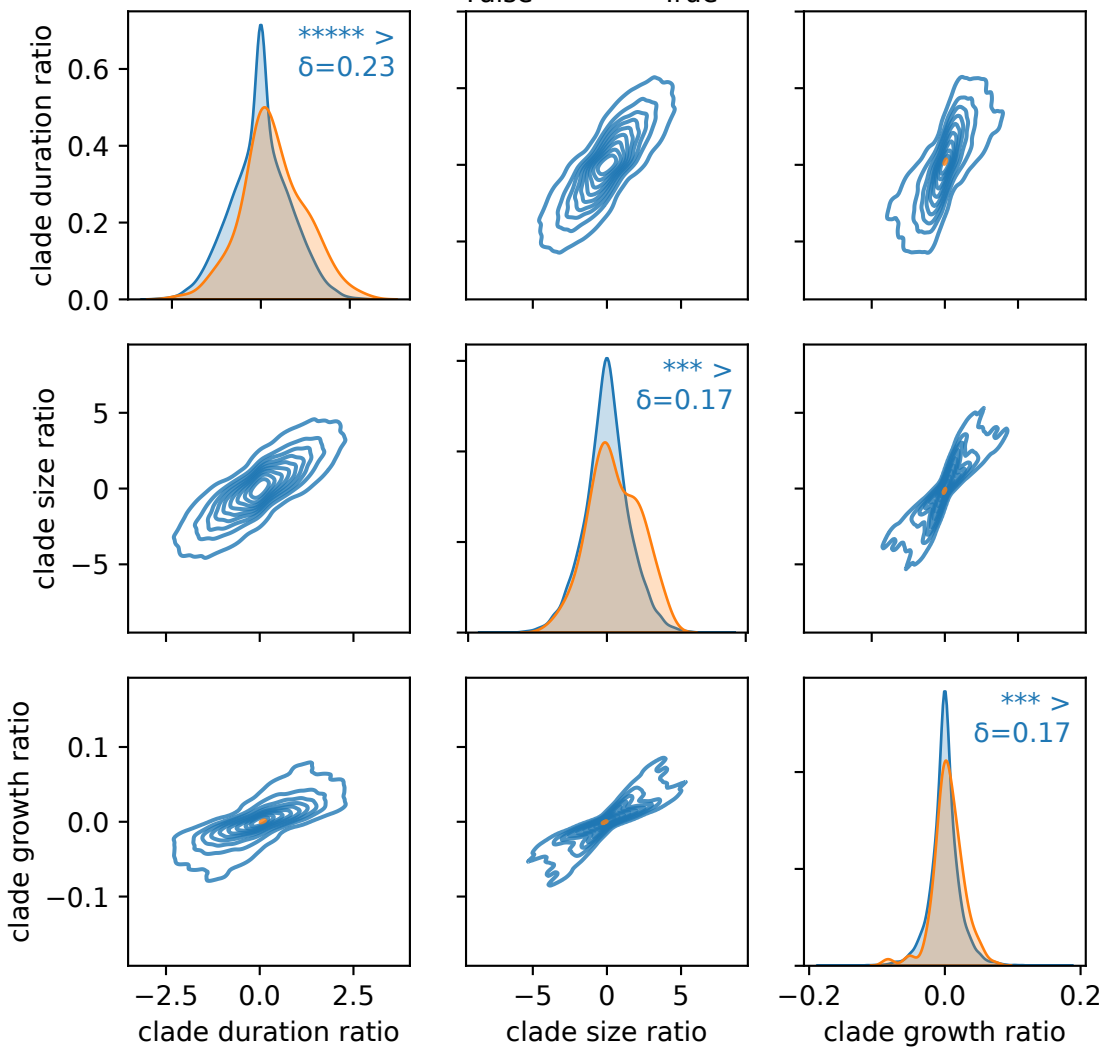 ***** >
δ=0.23
clade duration ratio
0.6
0.4
0.2
0.0
*** >
δ=0.17
clade size ratio
5
0
−5
*** >
δ=0.17
clade growth ratio
0.1
0.0
−0.1
−2.5 0.0 2.5
−5 0 5
−0.2 0.0 0.2
clade duration ratio
clade size ratio
clade growth ratio